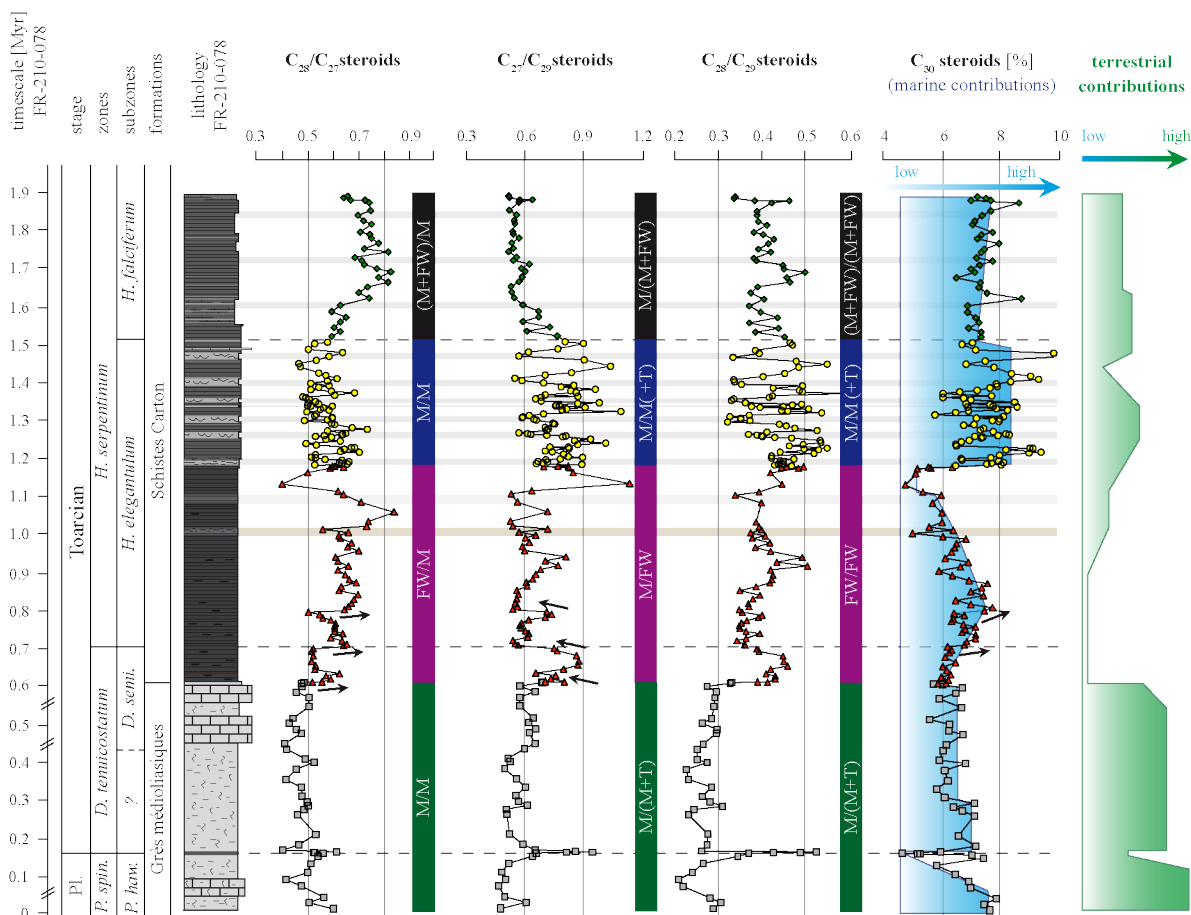 timescale [Myr]
FR-210-078
stage
zones
subzones
formations
lithology
FR-210-078
C₂₈/C₂₇steroids
C₂₇/C₂₉steroids
C₂₈/C₂₉steroids
C₃₀ steroids [%]
(marine contributions)
terrestrial
contributions
0.3 0.5 0.7 0.9
0.3 0.6 0.9 1.2
0.2 0.3 0.4 0.5 0.6
4 6 8 10
low high
low high
1.9
1.8
1.7
1.6
1.5
1.4
1.3
1.2
1.1
1.0
0.9
0.8
0.7
0.6
0.5
0.4
0.3
0.2
0.1
0
Toarcian
Pl.
H. serpentinum
D. tenuicostatum
P. spin.
H. falciferum
H. elegantulum
D. semi.
?
P. haw.
Schistes Carton
Grès médioliasiques
(M+FW)/M
M/M
FW/M
M/M
M/(M+FW)
M/M( +T)
M/FW
M/(M+T)
(M+FW)/(M+FW)
M/M (+T)
FW/FW
M/(M+T)